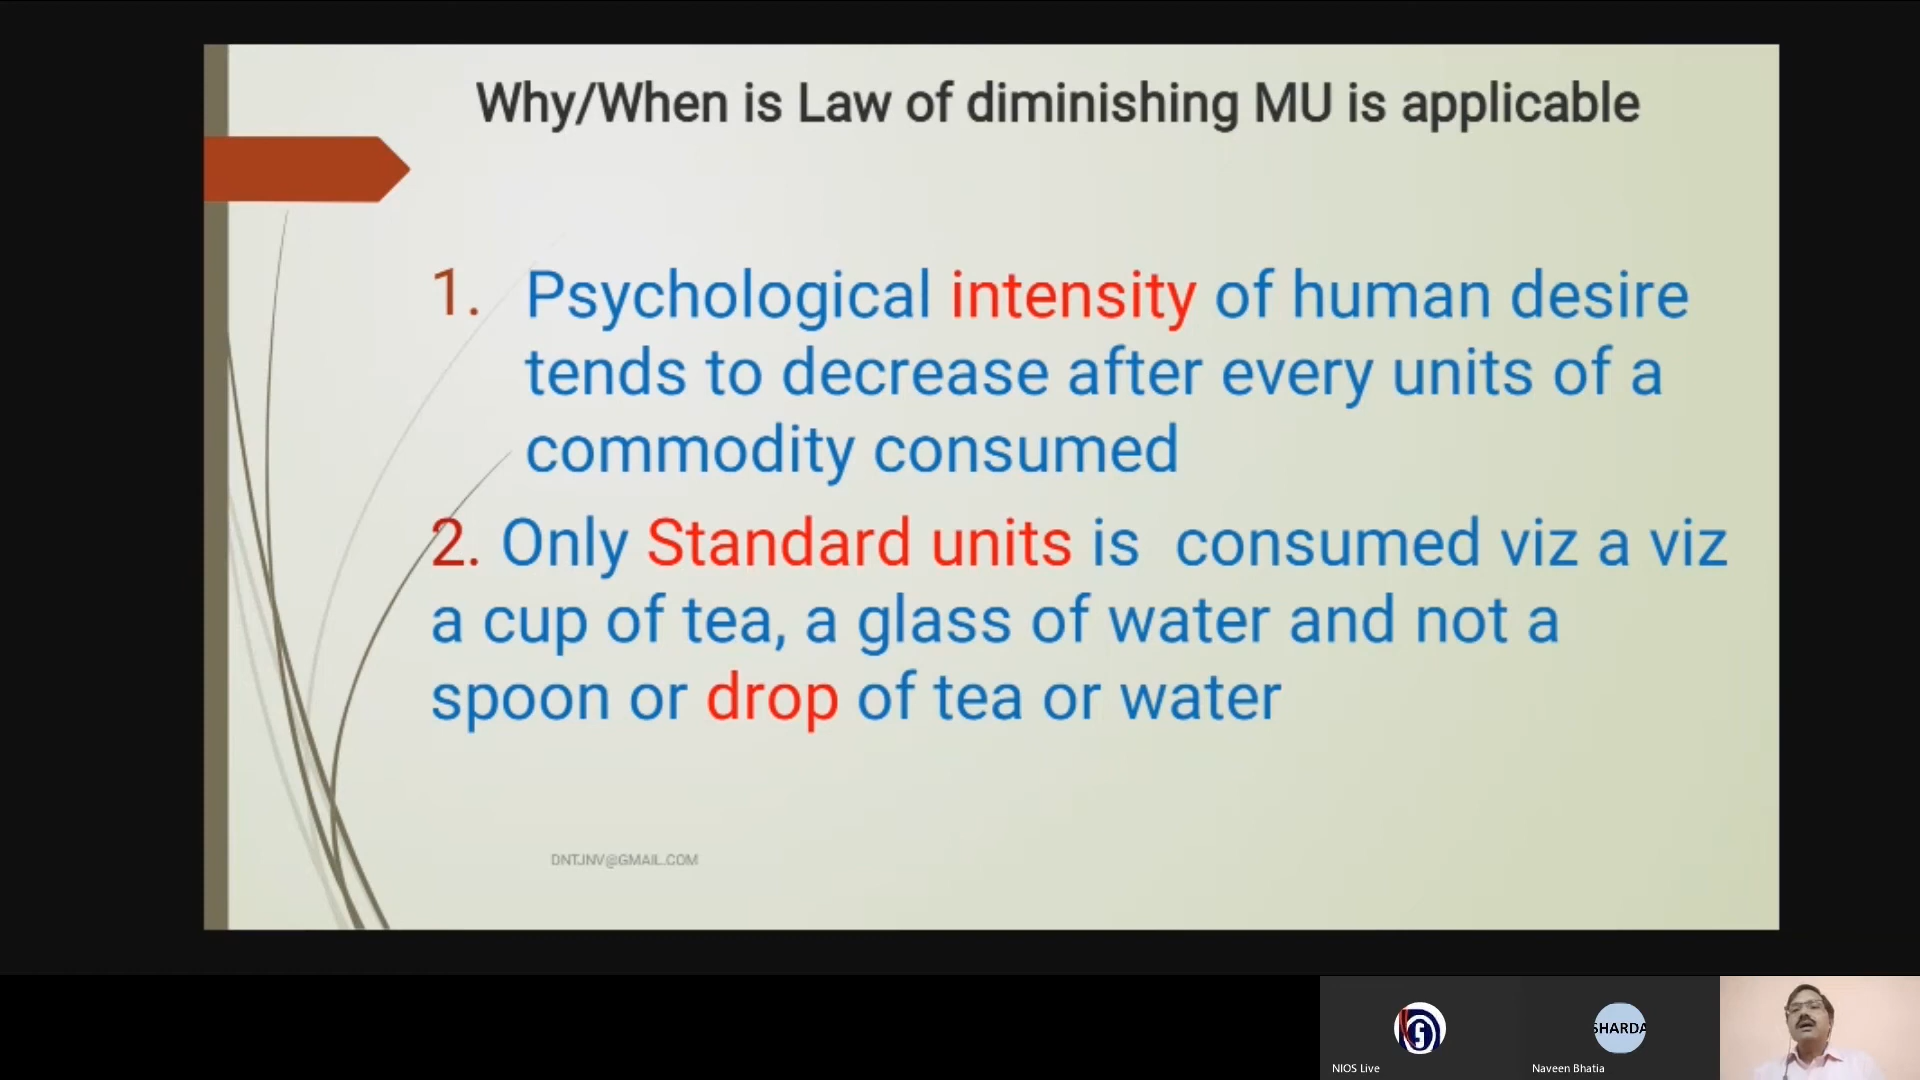 Why/When is Law of diminishing MU is applicable
1. Psychological intensity of human desire
tends to decrease after every units of a
commodity consumed
2. Only Standard units is consumed viz a viz
a cup of tea, a glass of water and not a
spoon or drop of tea or water
DNTJNV@GMAIL.COM
SHARDA
NIOS Live
Naveen Bhatia